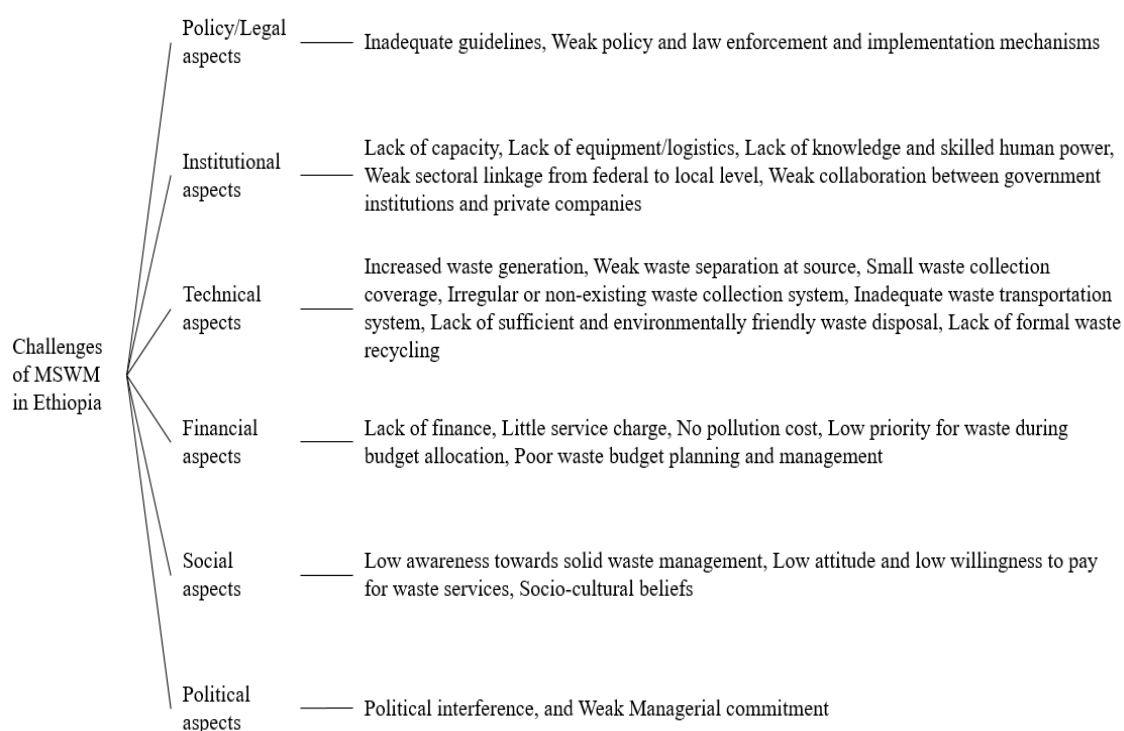 Challenges
of MSWM
in Ethiopia
Policy/Legal
aspects
Inadequate guidelines, Weak policy and law enforcement and implementation mechanisms
Institutional
aspects
Lack of capacity, Lack of equipment/logistics, Lack of knowledge and skilled human power,
Weak sectoral linkage from federal to local level, Weak collaboration between government
institutions and private companies
Technical
aspects
Increased waste generation, Weak waste separation at source, Small waste collection
coverage, Irregular or non-existing waste collection system, Inadequate waste transportation
system, Lack of sufficient and environmentally friendly waste disposal, Lack of formal waste
recycling
Financial
aspects
Lack of finance, Little service charge, No pollution cost, Low priority for waste during
budget allocation, Poor waste budget planning and management
Social
aspects
Low awareness towards solid waste management, Low attitude and low willingness to pay
for waste services, Socio-cultural beliefs
Political
aspects
Political interference, and Weak Managerial commitment